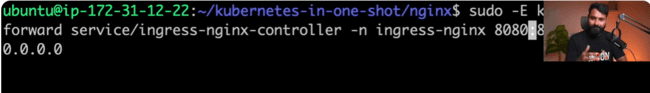 ubuntu@ip-172-31-12-22:~/kubernetes-in-one-shot/nginx$ sudo -E k
forward service/ingress-nginx-controller -n ingress-nginx 8080:8
0.0.0.0